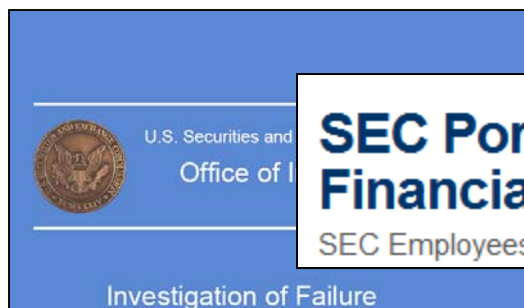 U.S. Securities and
Office of I
SEC Por
Financia
SEC Employees
Investigation of Failure